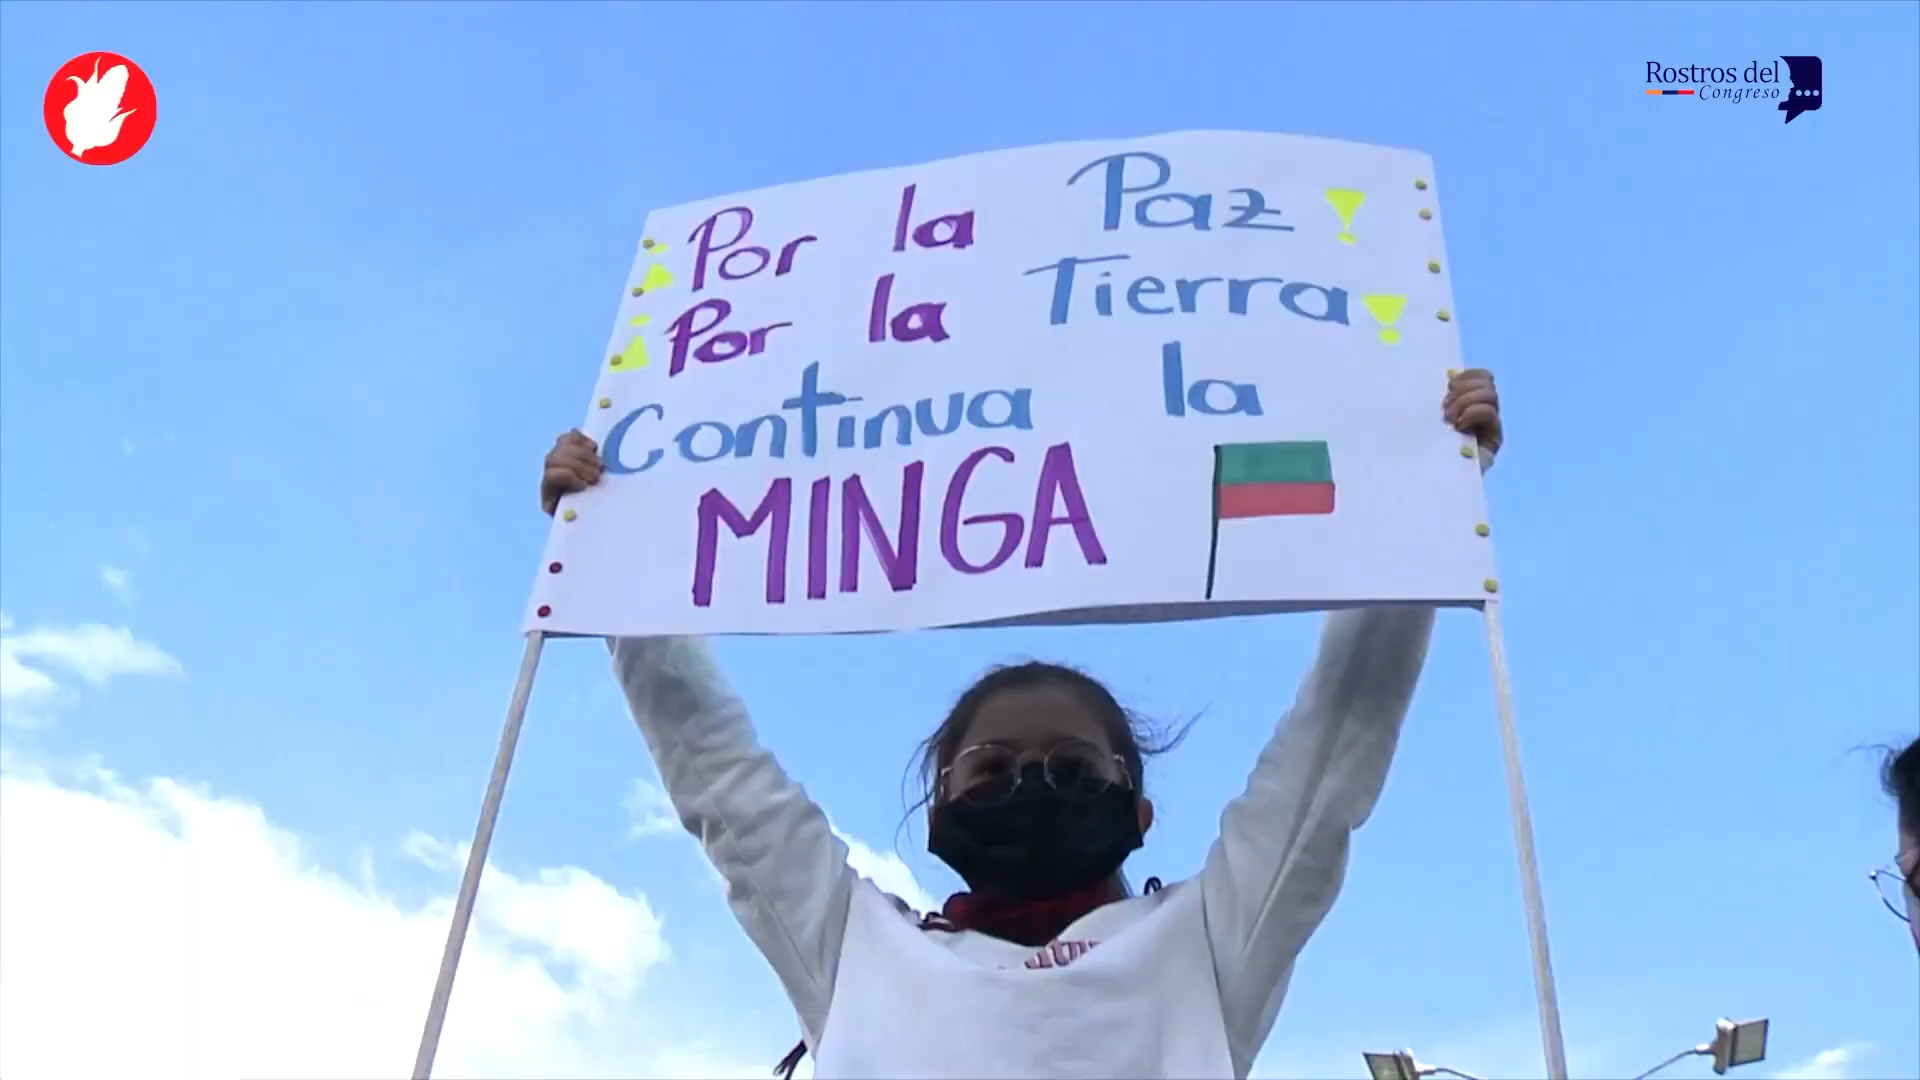 Rostros del
Congreso
¡Por la Paz!
¡Por la Tierra!
Continua la
MINGA